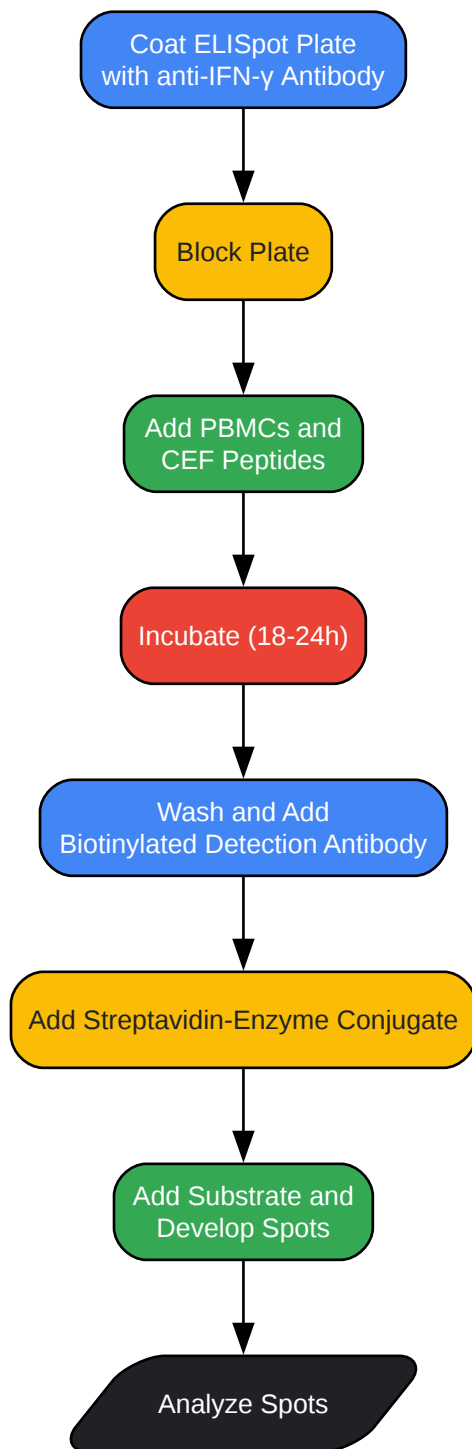 Coat ELISpot Plate
with anti-IFN-γ Antibody
Block Plate
Add PBMCs and
CEF Peptides
Incubate (18-24h)
Wash and Add
Biotinylated Detection Antibody
Add Streptavidin-Enzyme Conjugate
Add Substrate and
Develop Spots
Analyze Spots